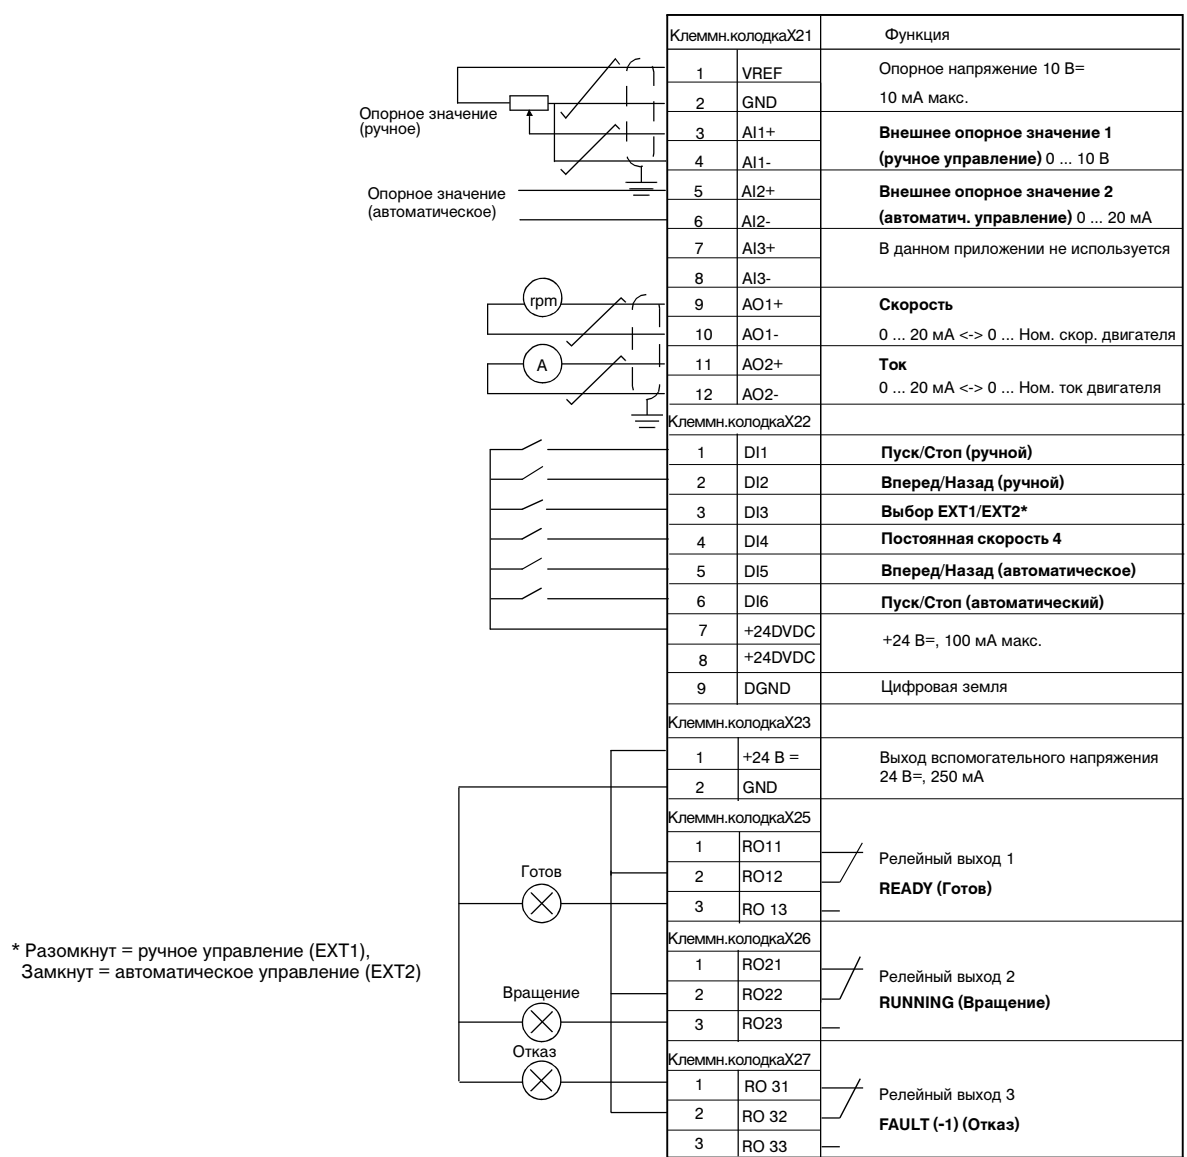 Клеммн.колодкаX21 Функция
1 VREF Опорное напряжение 10 В=
2 GND 10 мА макс.
Опорное значение
(ручное)
3 AI1+ Внешнее опорное значение 1
4 AI1- (ручное управление) 0 ... 10 В
Опорное значение
(автоматическое)
5 AI2+ Внешнее опорное значение 2
6 AI2- (автоматич. управление) 0 ... 20 мА
7 AI3+ В данном приложении не используется
8 AI3-
rpm
9 AO1+ Скорость
10 AO1- 0 ... 20 мА <-> 0 ... Ном. скор. двигателя
A
11 AO2+ Ток
12 AO2- 0 ... 20 мА <-> 0 ... Ном. ток двигателя
Клеммн.колодкаX22
1 DI1 Пуск/Стоп (ручной)
2 DI2 Вперед/Назад (ручной)
3 DI3 Выбор EXT1/EXT2*
4 DI4 Постоянная скорость 4
5 DI5 Вперед/Назад (автоматическое)
6 DI6 Пуск/Стоп (автоматический)
7 +24DVDC +24 В=, 100 мА макс.
8 +24DVDC
9 DGND Цифровая земля
Клеммн.колодкаX23
1 +24 В = Выход вспомогательного напряжения
2 GND 24 В=, 250 мА
Клеммн.колодкаX25
1 RO11 Релейный выход 1
Готов
2 RO12 READY (Готов)
3 RO 13
* Разомкнут = ручное управление (EXT1),
Замкнут = автоматическое управление (EXT2)
Клеммн.колодкаX26
1 RO21 Релейный выход 2
Вращение
2 RO22 RUNNING (Вращение)
3 RO23
Отказ
Клеммн.колодкаX27
1 RO 31 Релейный выход 3
2 RO 32 FAULT (-1) (Отказ)
3 RO 33